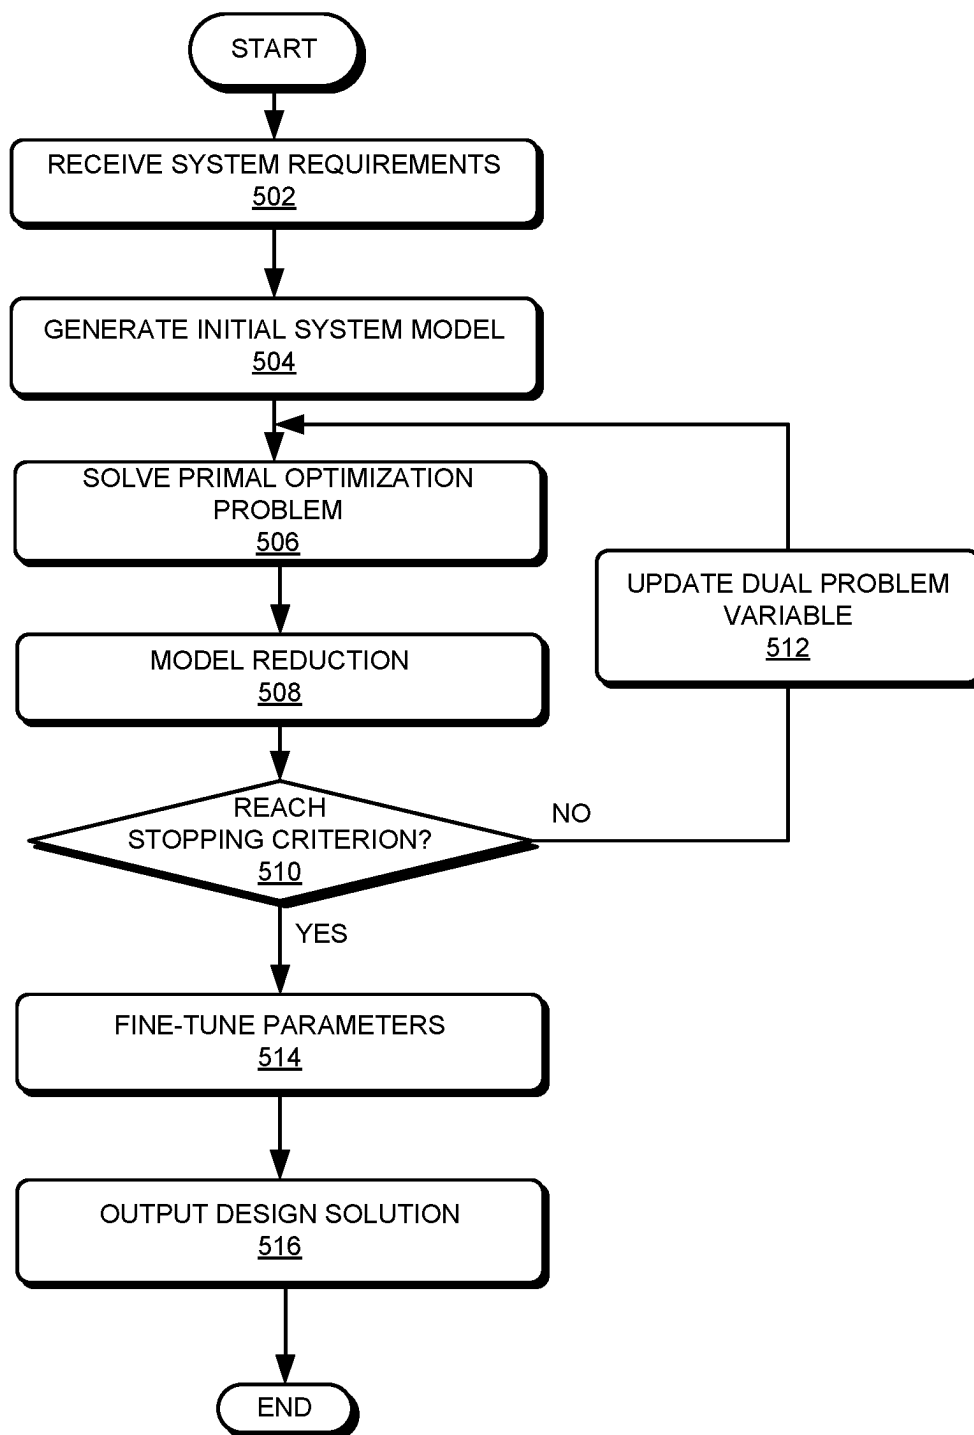 START
RECEIVE SYSTEM REQUIREMENTS
502
GENERATE INITIAL SYSTEM MODEL
504
SOLVE PRIMAL OPTIMIZATION
PROBLEM
506
UPDATE DUAL PROBLEM
VARIABLE
512
MODEL REDUCTION
508
REACH
STOPPING CRITERION?
510
NO
YES
FINE-TUNE PARAMETERS
514
OUTPUT DESIGN SOLUTION
516
END